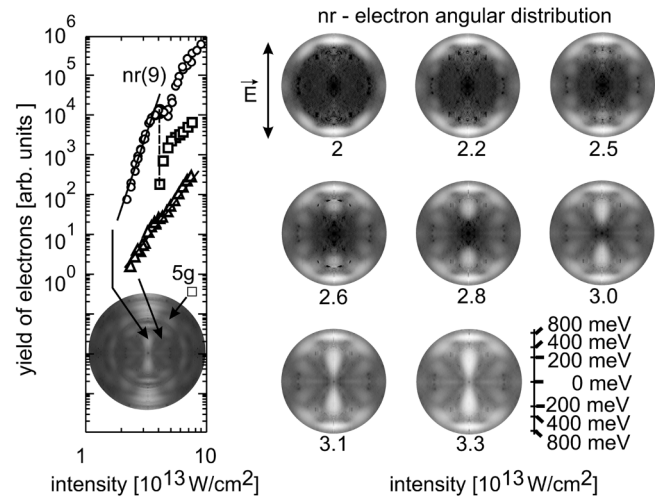 nr - electron angular distribution
yield of electrons [arb. units]
10^6
10^5
10^4
10^3
10^2
10^1
10^0
nr(9)
5g
1
10
intensity [10^13 W/cm^2]
E
2
2.2
2.5
2.6
2.8
3.0
3.1
3.3
800 meV
400 meV
200 meV
0 meV
200 meV
400 meV
800 meV
intensity [10^13 W/cm^2]